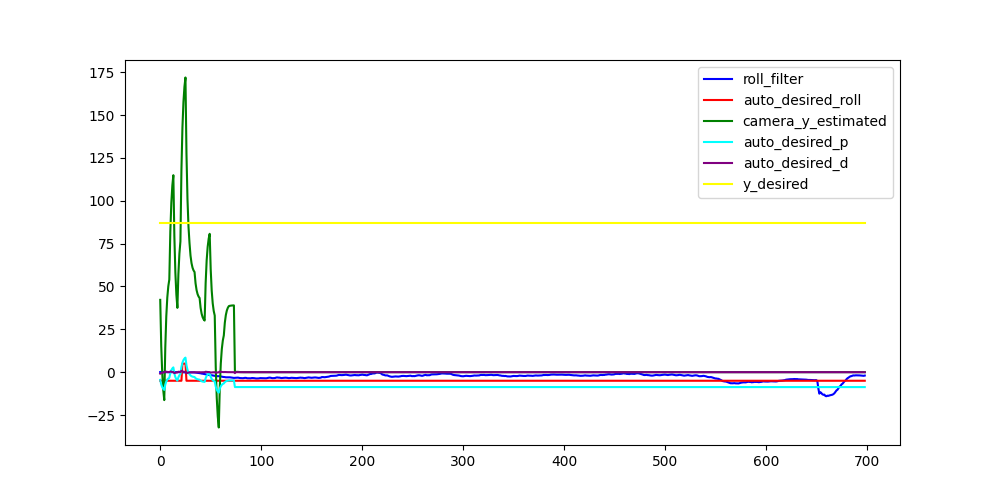 175
150
125
100
75
50
25
0
−25
0
100
200
300
400
500
600
700
roll_filter
auto_desired_roll
camera_y_estimated
auto_desired_p
auto_desired_d
y_desired